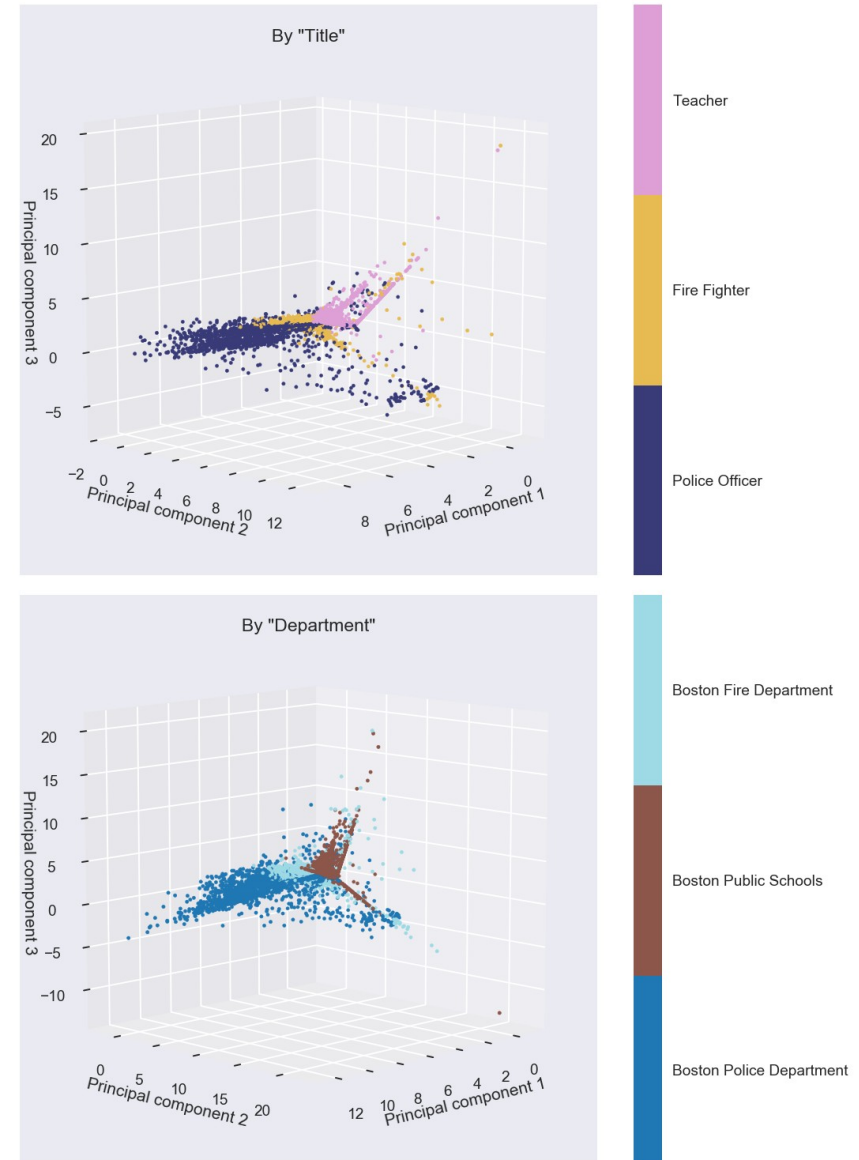 By "Title"
20
15
10
5
0
−5
Principal component 3
−2 0 2 4 6 8 10 12
Principal component 2
8 6 4 2 0
Principal component 1
Teacher
Fire Fighter
Police Officer
By "Department"
20
15
10
5
0
−5
−10
Principal component 3
0 5 10 15 20
Principal component 2
12 10 8 6 4 2 0
Principal component 1
Boston Fire Department
Boston Public Schools
Boston Police Department